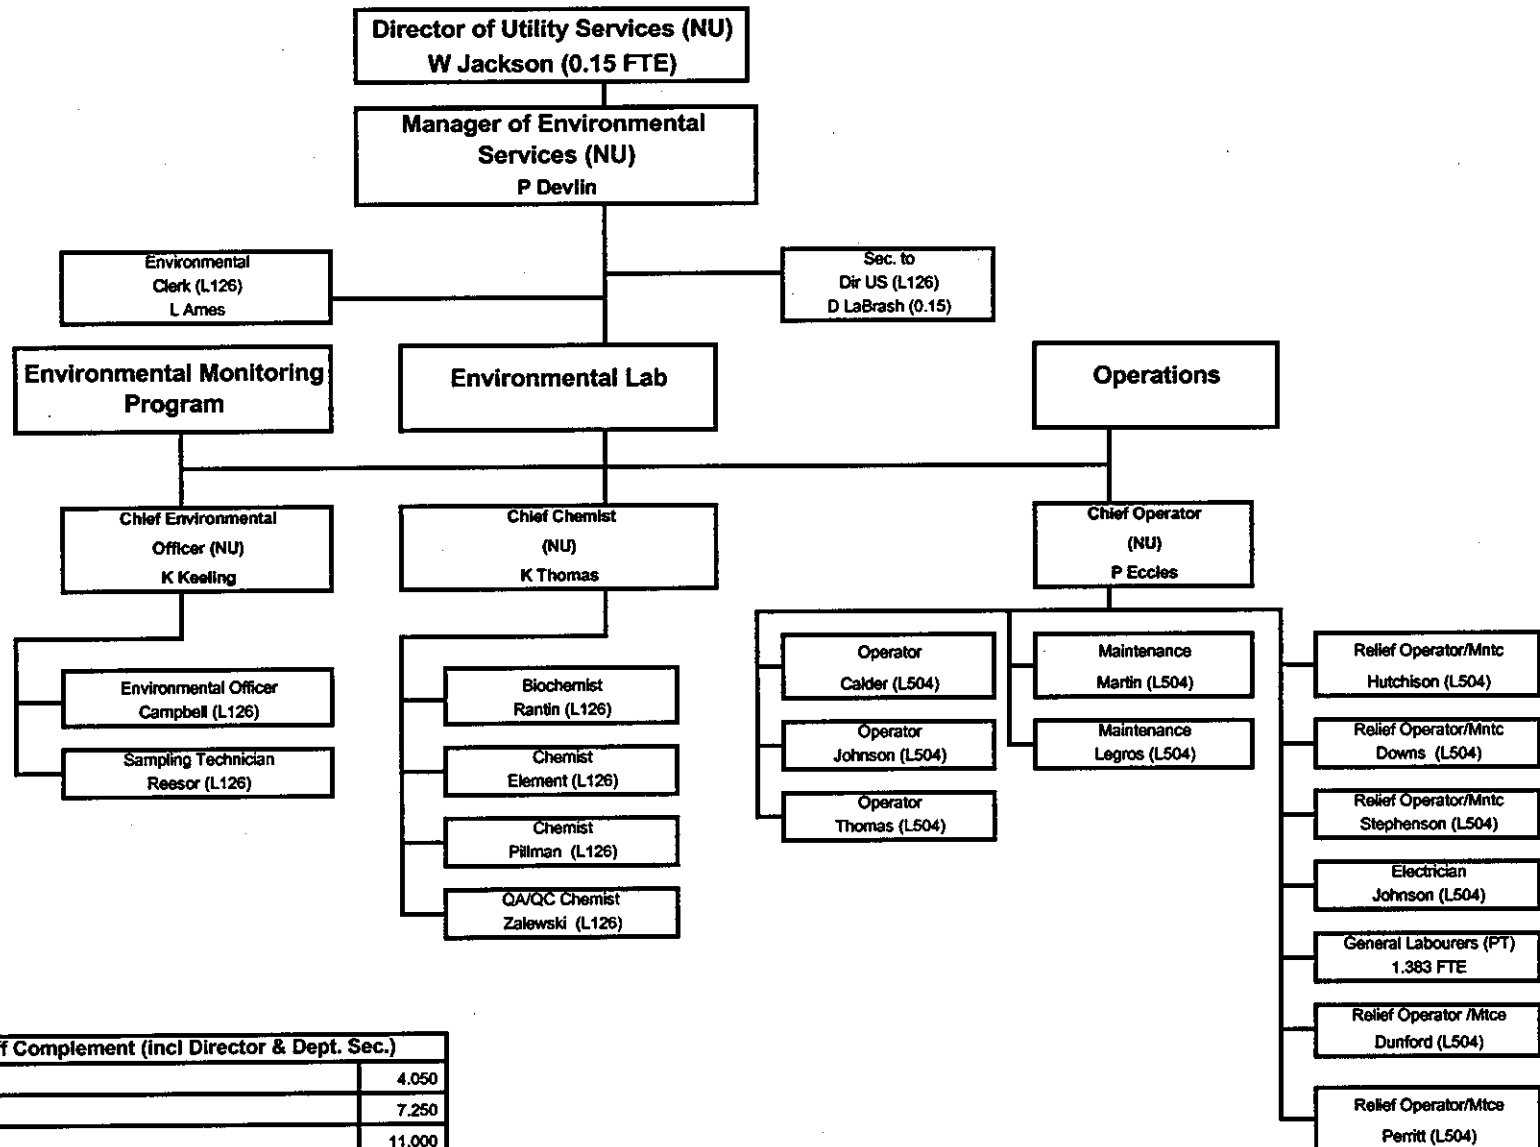 Director of Utility Services (NU)
W Jackson (0.15 FTE)
Manager of Environmental
Services (NU)
P Devlin
Environmental
Clerk (L126)
L Ames
Sec. to
Dir US (L126)
D LaBrash (0.15)
Environmental Monitoring
Program
Environmental Lab
Operations
Chief Environmental
Officer (NU)
K Keeling
Chief Chemist
(NU)
K Thomas
Chief Operator
(NU)
P Eccles
Environmental Officer
Campbell (L126)
Sampling Technician
Reesor (L126)
Biochemist
Rantin (L126)
Chemist
Element (L126)
Chemist
Pillman (L126)
QA/QC Chemist
Zalewski (L126)
Operator
Calder (L504)
Operator
Johnson (L504)
Operator
Thomas (L504)
Maintenance
Martin (L504)
Maintenance
Legros (L504)
Relief Operator/Mntc
Hutchison (L504)
Relief Operator/Mntc
Downs (L504)
Relief Operator/Mntc
Stephenson (L504)
Electrician
Johnson (L504)
General Labourers (PT)
1.383 FTE
Relief Operator /Mtce
Dunford (L504)
Relief Operator/Mtce
Perritt (L504)
Complement (incl Director & Dept. Sec.)
4.050
7.250
11.000